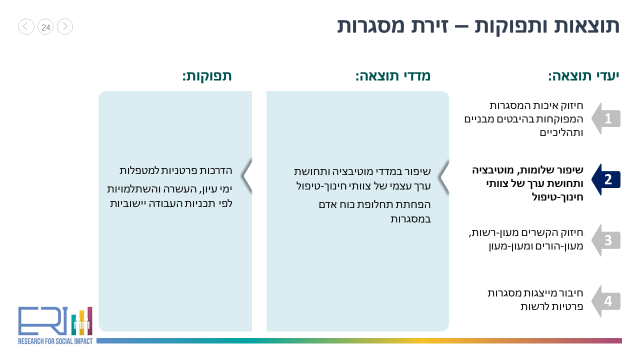 תוצאות ותפוקות – זירת מסגרות
24
יעדי תוצאה:
1
חיזוק איכות המסגרות
המפוקחות בהיבטים מבניים
ותהליכיים
2
שיפור שלומות, מוטיבציה
ותחושת ערך של צוותי
חינוך-טיפול
3
חיזוק הקשרים מעון-רשות,
מעון-הורים ומעון-מעון
4
חיבור מייצגות מסגרות
פרטיות לרשות
מדדי תוצאה:
שיפור במדדי מוטיבציה ותחושת
ערך עצמי של צוותי חינוך-טיפול
הפחתת תחלופת כוח אדם
במסגרות
תפוקות:
הדרכות פרטניות למטפלות
ימי עיון, העשרה והשתלמויות
לפי תכניות העבודה יישוביות
ERI
RESEARCH FOR SOCIAL IMPACT